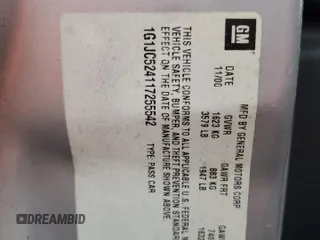 GM
MFD BY GENERAL MOTORS CORP
DATE GVWR GAWR FRT
11/00 1623 KG 883 KG
3579 LB 1947 LB
THIS VEHICLE CONFORMS TO ALL APPLICABLE U.S. FEDERAL
VEHICLE SAFETY, BUMPER, AND THEFT PREVENTION STANDARDS
EFFECT ON THE DATE OF MANUFACTURE SHOWN ABOVE.
1G1JC524117255542
TYPE: PASS CAR
DREAMBID